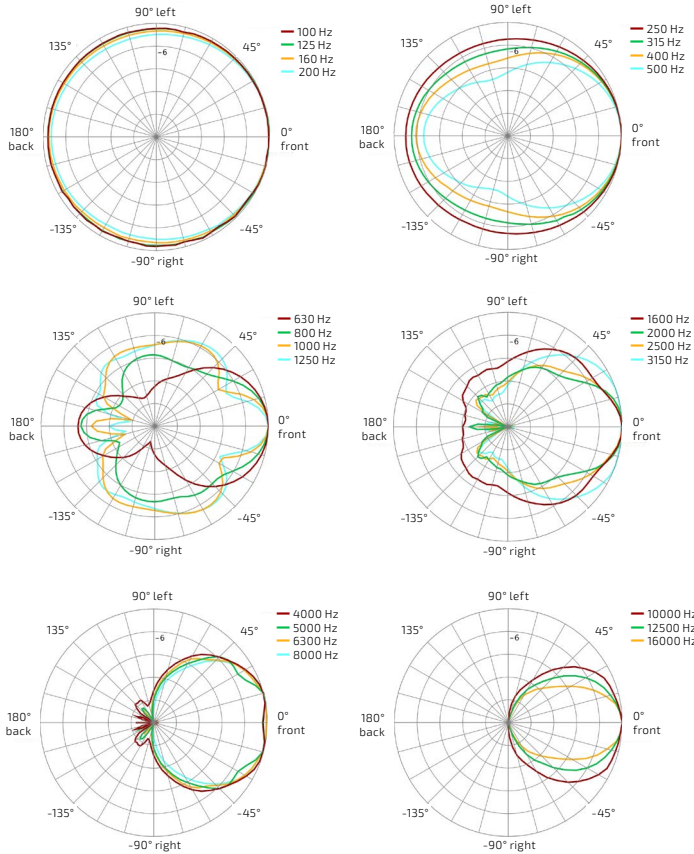 90° left
135°
45°
-6
180°
back
0°
front
-135°
-45°
-90° right
100 Hz
125 Hz
160 Hz
200 Hz
90° left
135°
45°
-6
180°
back
0°
front
-135°
-45°
-90° right
250 Hz
315 Hz
400 Hz
500 Hz
90° left
135°
45°
-6
180°
back
0°
front
-135°
-45°
-90° right
630 Hz
800 Hz
1000 Hz
1250 Hz
90° left
135°
45°
-6
180°
back
0°
front
-135°
-45°
-90° right
1600 Hz
2000 Hz
2500 Hz
3150 Hz
90° left
135°
45°
-6
180°
back
0°
front
-135°
-45°
-90° right
4000 Hz
5000 Hz
6300 Hz
8000 Hz
90° left
135°
45°
-6
180°
back
0°
front
-135°
-45°
-90° right
10000 Hz
12500 Hz
16000 Hz